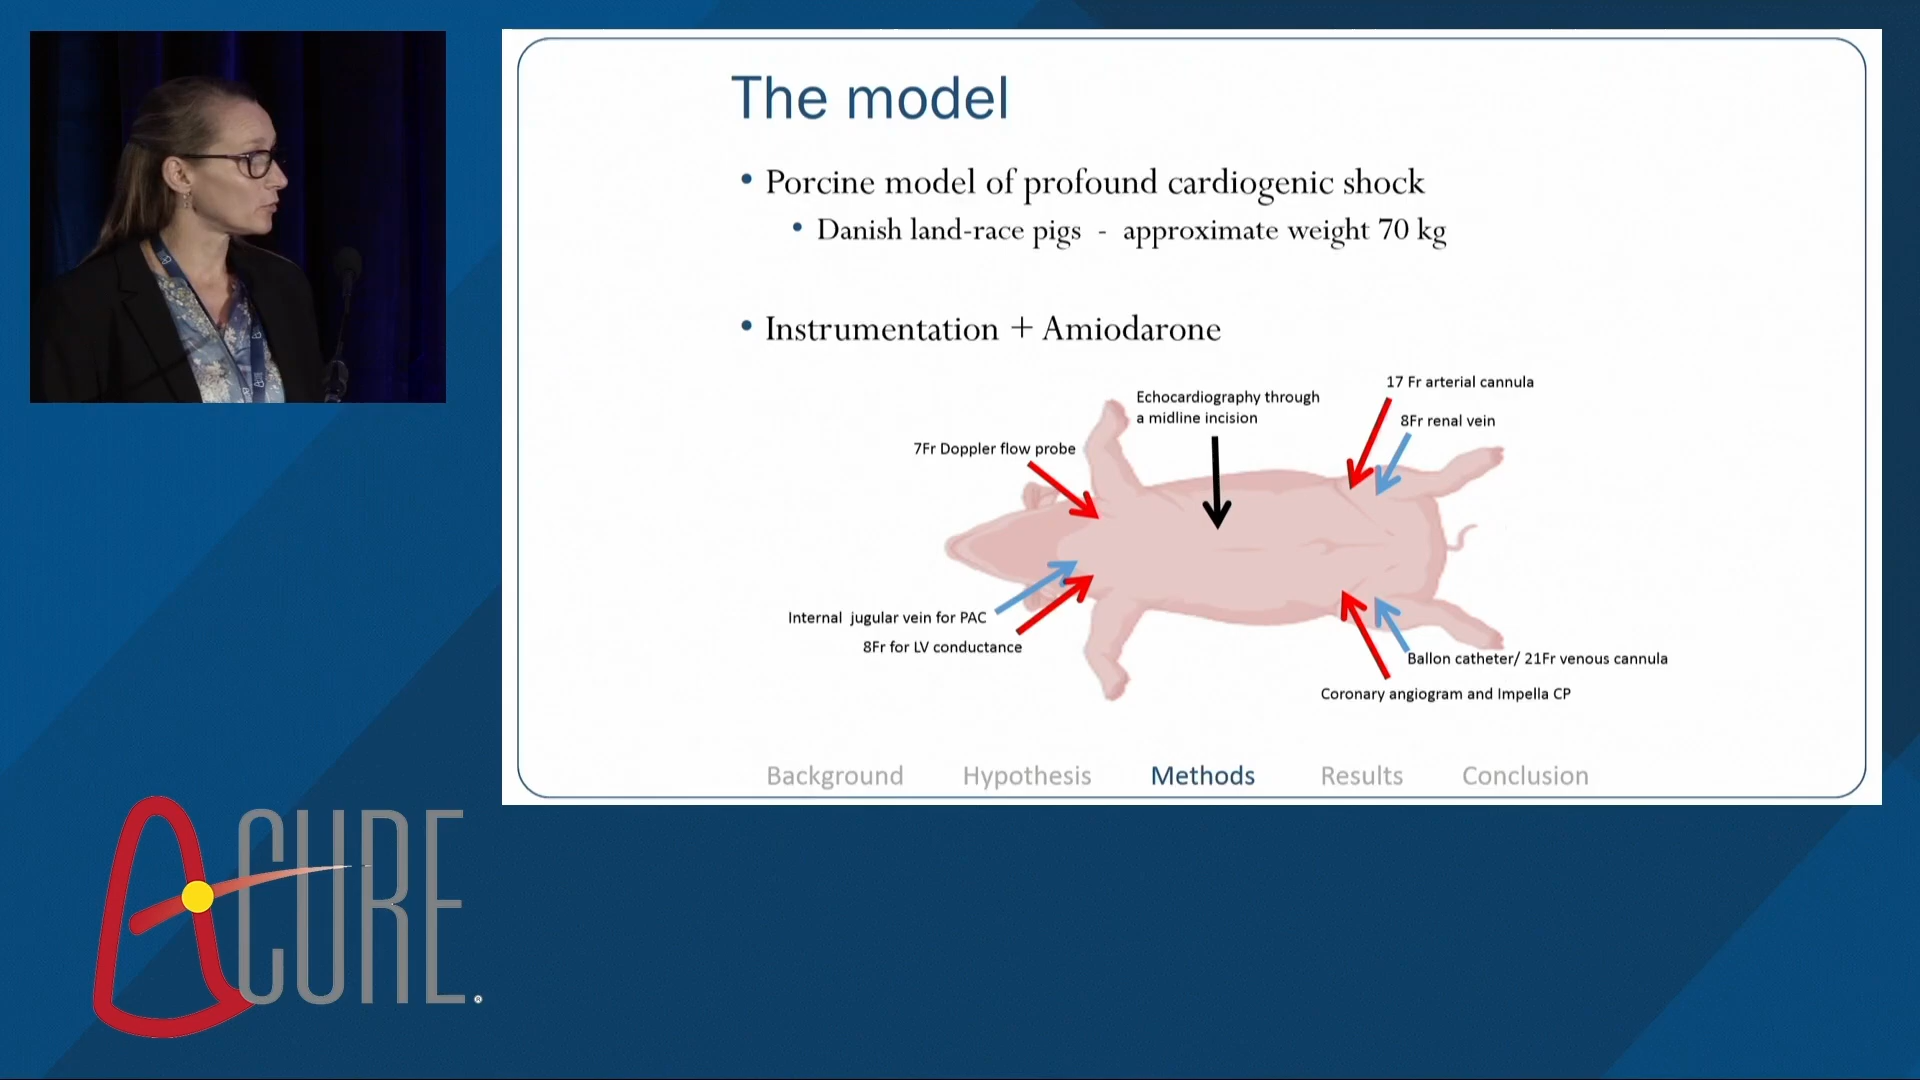 The model
• Porcine model of profound cardiogenic shock
• Danish land-race pigs - approximate weight 70 kg
• Instrumentation + Amiodarone
17 Fr arterial cannula
Echocardiography through
a midline incision
8Fr renal vein
7Fr Doppler flow probe
Internal jugular vein for PAC
8Fr for LV conductance
Ballon catheter/ 21Fr venous cannula
Coronary angiogram and Impella CP
Background Hypothesis Methods Results Conclusion
A CURE.®